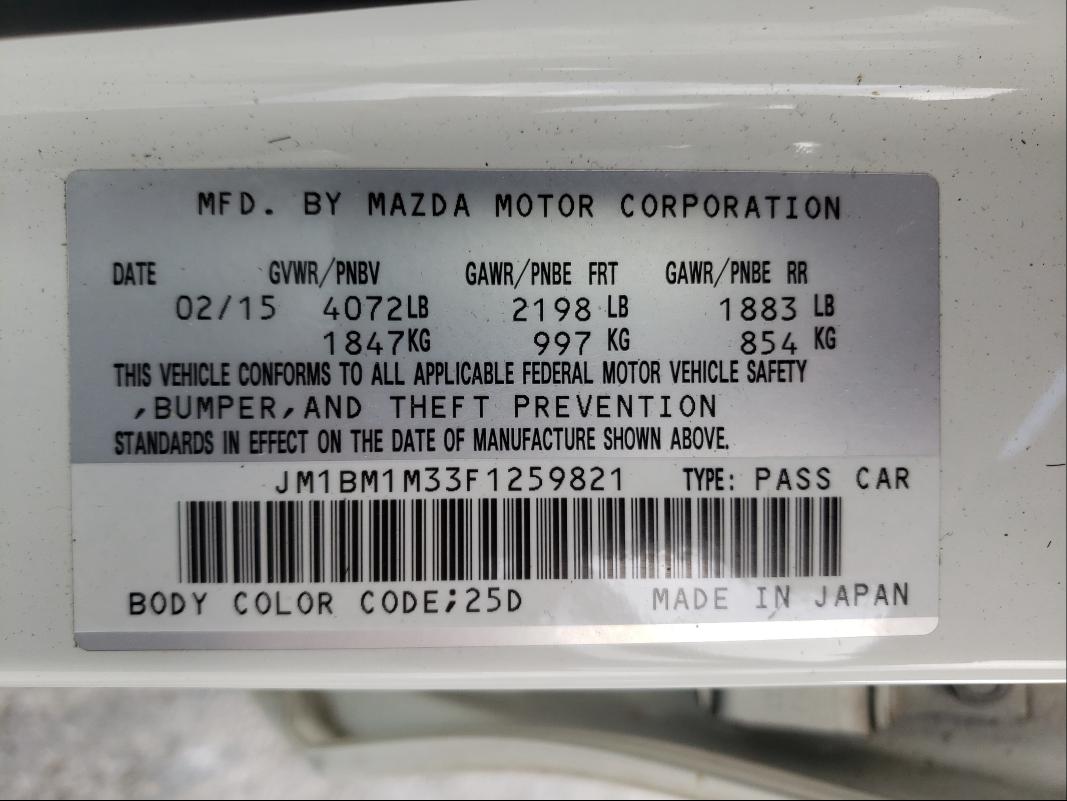 MFD. BY MAZDA MOTOR CORPORATION
DATE GVWR/PNBV GAWR/PNBE FRT GAWR/PNBE RR
02/15 4072LB 2198 LB 1883 LB
1847KG 997 KG 854 KG
THIS VEHICLE CONFORMS TO ALL APPLICABLE FEDERAL MOTOR VEHICLE SAFETY
,BUMPER,AND THEFT PREVENTION
STANDARDS IN EFFECT ON THE DATE OF MANUFACTURE SHOWN ABOVE.
JM1BM1M33F1259821 TYPE: PASS CAR
BODY COLOR CODE;25D MADE IN JAPAN